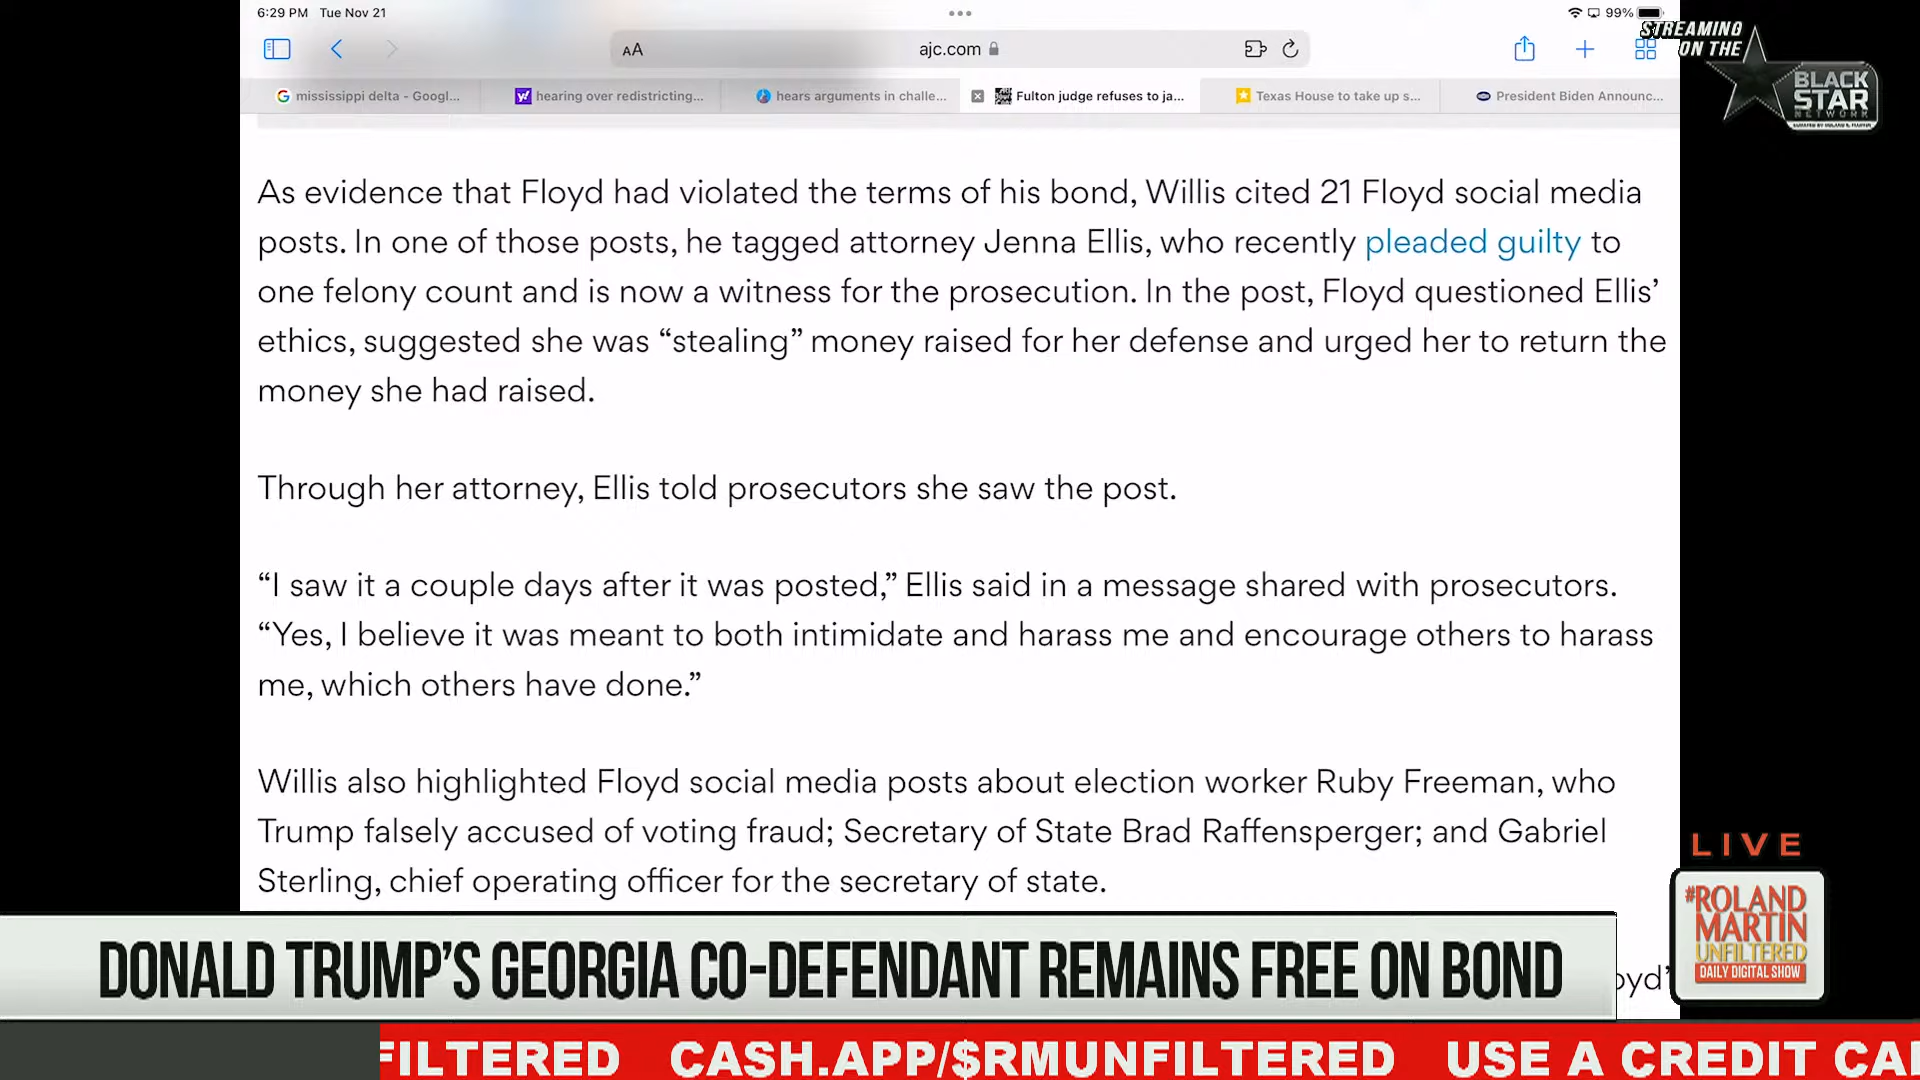 6:29 PM Tue Nov 21
99%
STREAMING
ON THE
AA
ajc.com
BLACK
STAR
NETWORK
mississippi delta - Googl...
hearing over redistricting...
hears arguments in challe...
Fulton judge refuses to ja...
Texas House to take up s...
President Biden Announc...
As evidence that Floyd had violated the terms of his bond, Willis cited 21 Floyd social media
posts. In one of those posts, he tagged attorney Jenna Ellis, who recently pleaded guilty to
one felony count and is now a witness for the prosecution. In the post, Floyd questioned Ellis’
ethics, suggested she was “stealing” money raised for her defense and urged her to return the
money she had raised.
Through her attorney, Ellis told prosecutors she saw the post.
“I saw it a couple days after it was posted,” Ellis said in a message shared with prosecutors.
“Yes, I believe it was meant to both intimidate and harass me and encourage others to harass
me, which others have done.”
Willis also highlighted Floyd social media posts about election worker Ruby Freeman, who
Trump falsely accused of voting fraud; Secretary of State Brad Raffensperger; and Gabriel
Sterling, chief operating officer for the secretary of state.
LIVE
#ROLAND
MARTIN
UNFILTERED
DAILY DIGITAL SHOW
DONALD TRUMP’S GEORGIA CO-DEFENDANT REMAINS FREE ON BOND
oyd’
FILTERED CASH.APP/$RMUNFILTERED USE A CREDIT CA